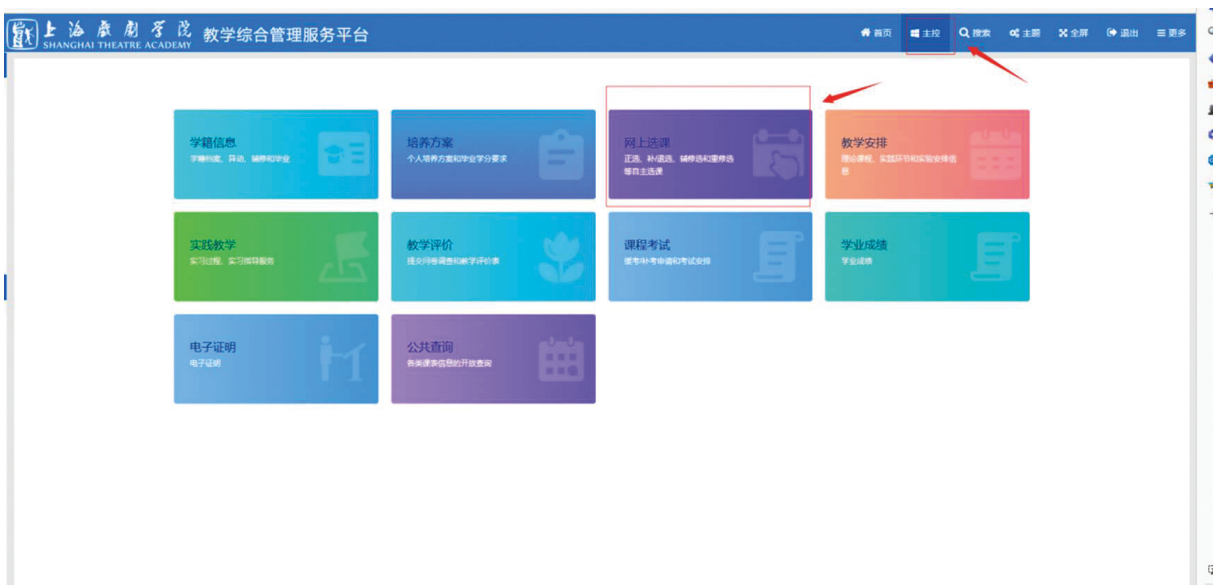 上海戲劇学院 教学综合管理服务平台
SHANGHAI THEATRE ACADEMY
首页 主控 搜索 主题 全屏 退出 更多
学籍信息
学籍档案、异动、辅修和毕业
培养方案
个人培养方案和毕业学分要求
网上选课
正选、补/退选、辅修选和重修选
等自主选课
教学安排
理论课程、实践环节和实验安排信
息
实践教学
实习过程、实习指导服务
教学评价
提交问卷调查和教学评价表
课程考试
缓考/补考申请和考试安排
学业成绩
学业成绩
电子证明
电子证明
公共查询
各类课表信息的开放查询